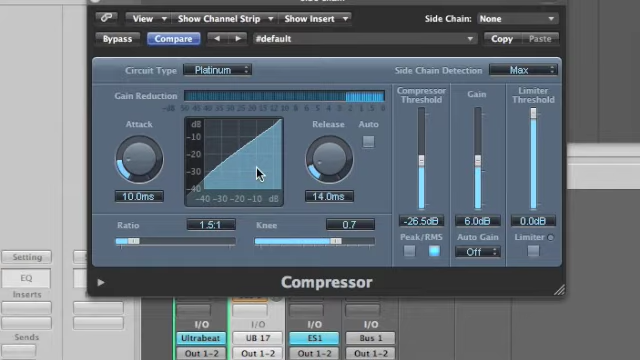 View Show Channel Strip Show Insert Side Chain: None
Bypass Compare #default Copy Paste
Circuit Type Platinum Side Chain Detection Max
Gain Reduction
Compressor Threshold Gain Limiter Threshold
Attack Release Auto
dB
-10
-20
-30
-40
-40 -30 -20 -10 dB
10.0ms 14.0ms
-26.5dB 6.0dB 0.0dB
Ratio 1.5:1 Knee 0.7
Peak/RMS Auto Gain Limiter
Off
Compressor
Setting
EQ
Inserts
Sends
I/O I/O I/O I/O
Ultrabeat UB 17 ES1 Bus 1
Out 1-2 Out 1-2 Out 1-2 Out 1-2